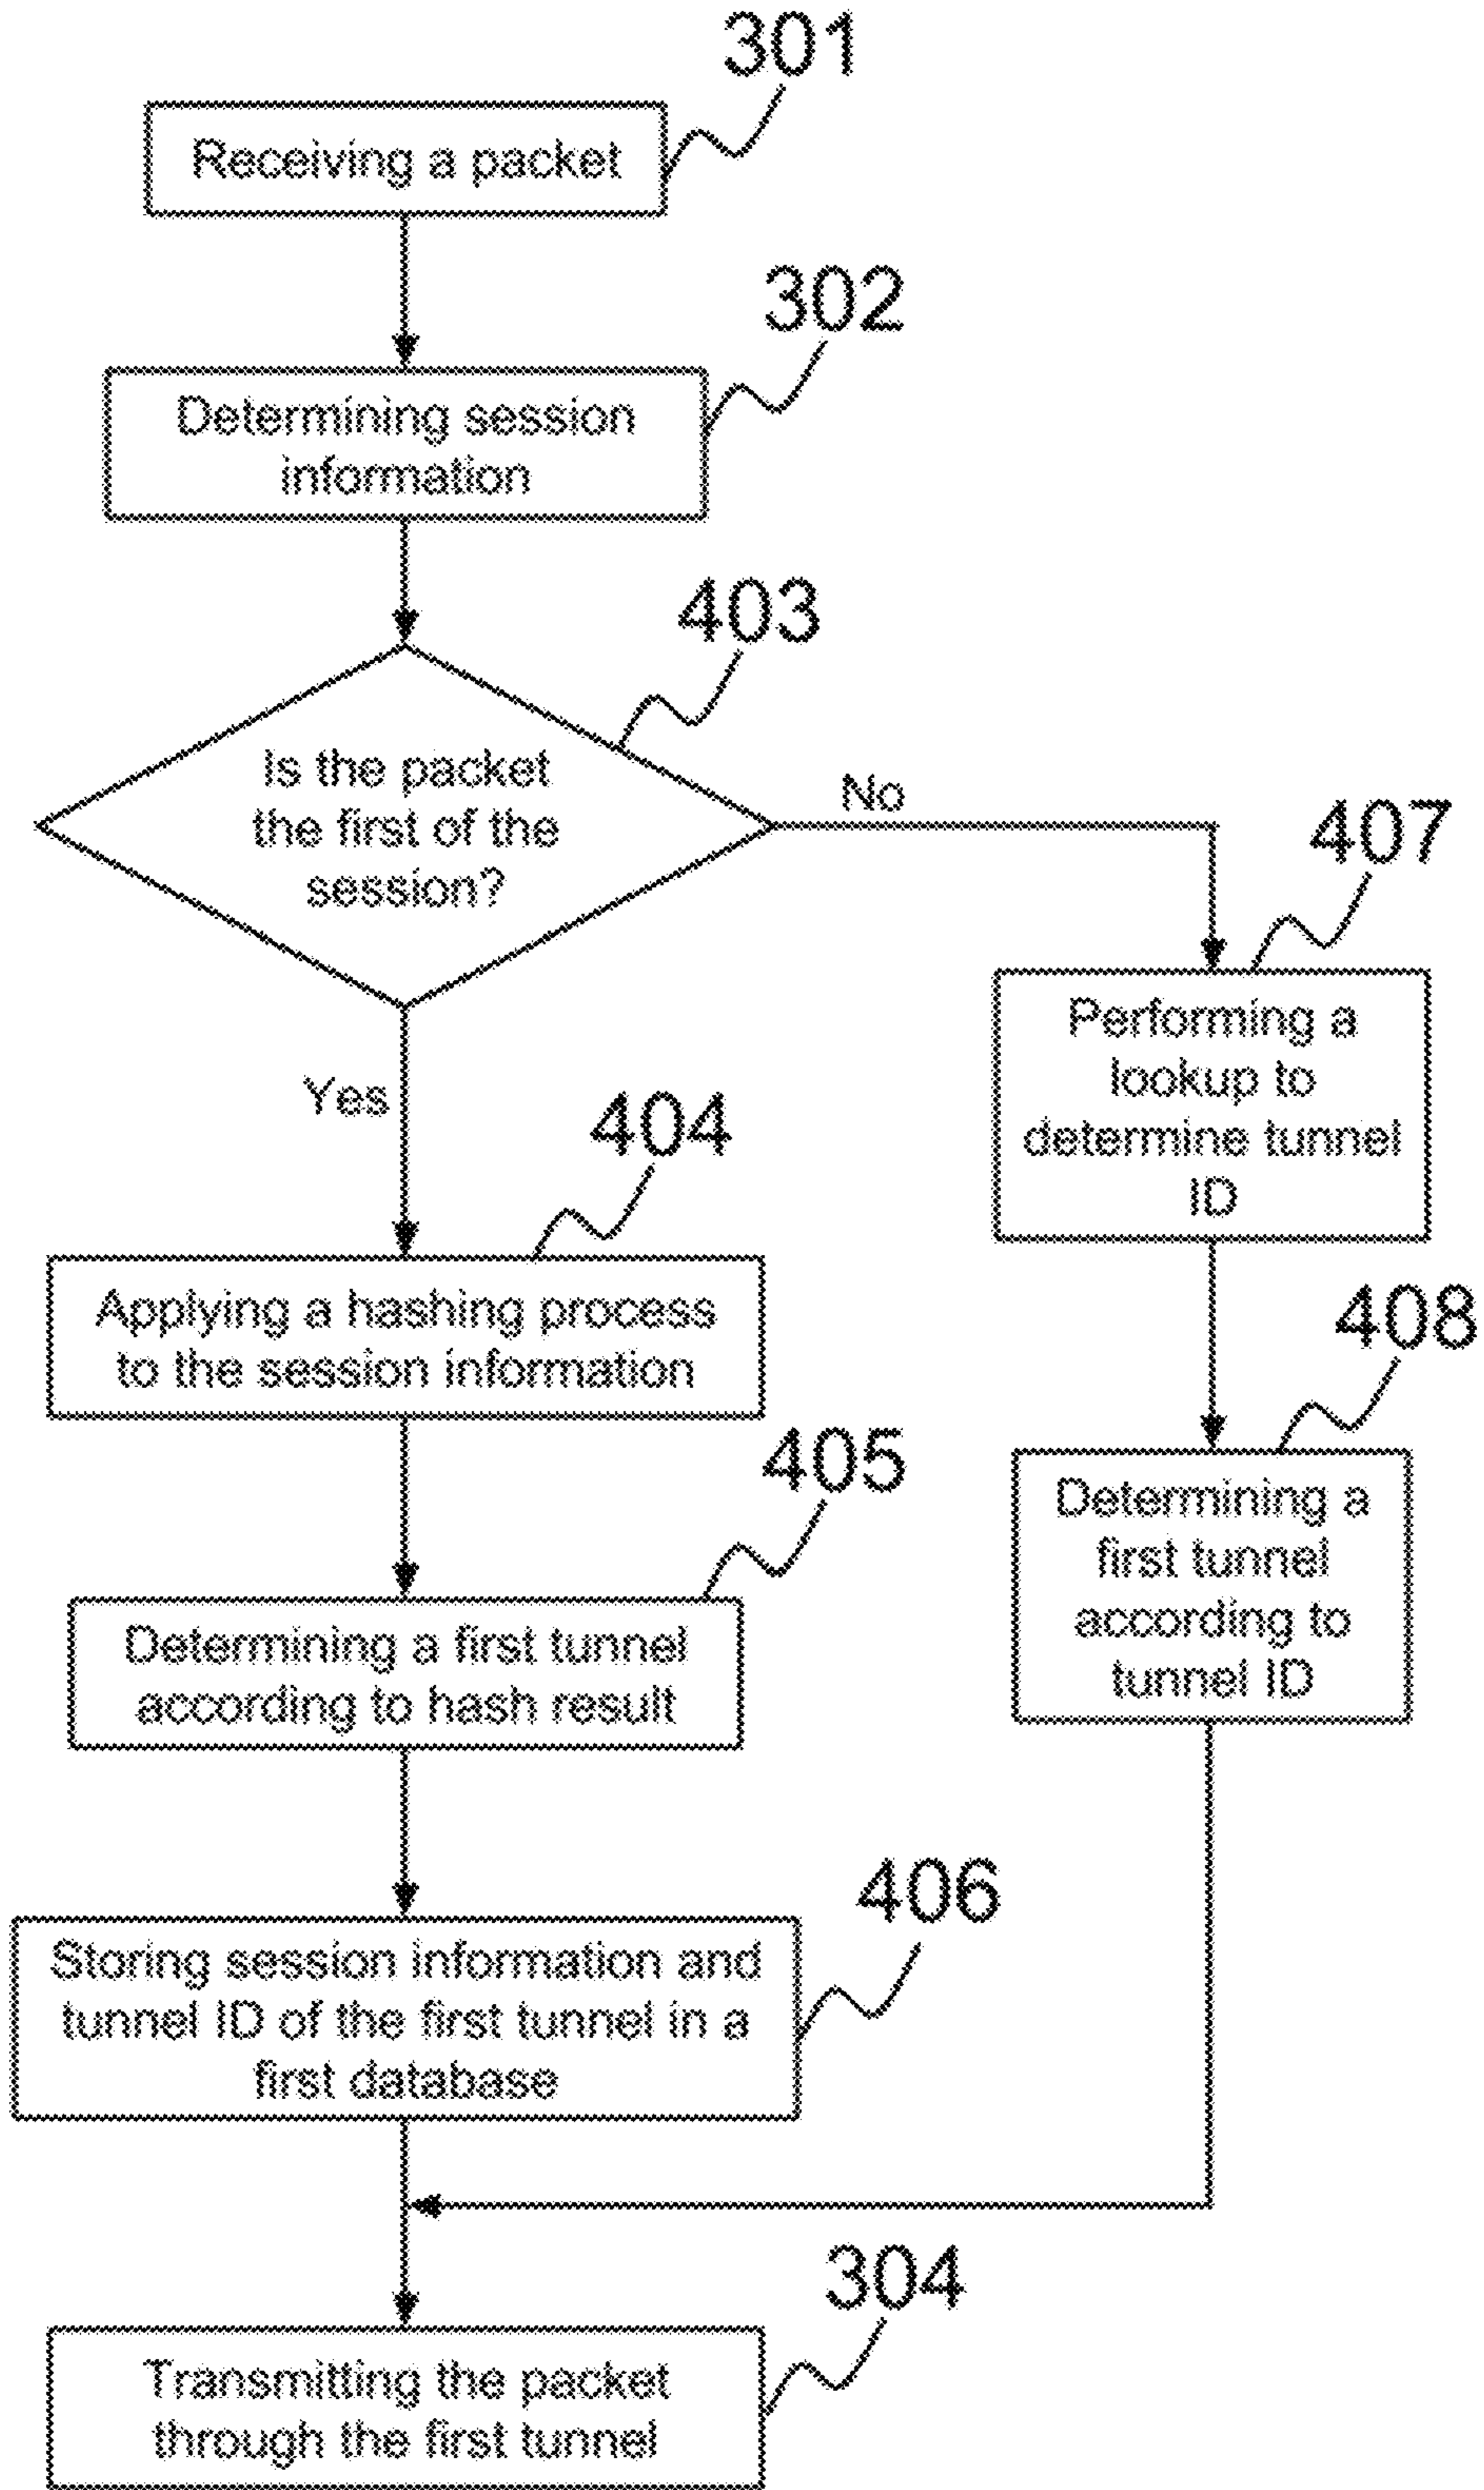 301
Receiving a packet
302
Determining session
information
403
Is the packet
the first of the
session?
No
407
Performing a
lookup to
determine tunnel
ID
Yes
404
Applying a hashing process
to the session information
408
Determining a
first tunnel
according to
tunnel ID
405
Determining a first tunnel
according to hash result
406
Storing session information and
tunnel ID of the first tunnel in a
first database
304
Transmitting the packet
through the first tunnel